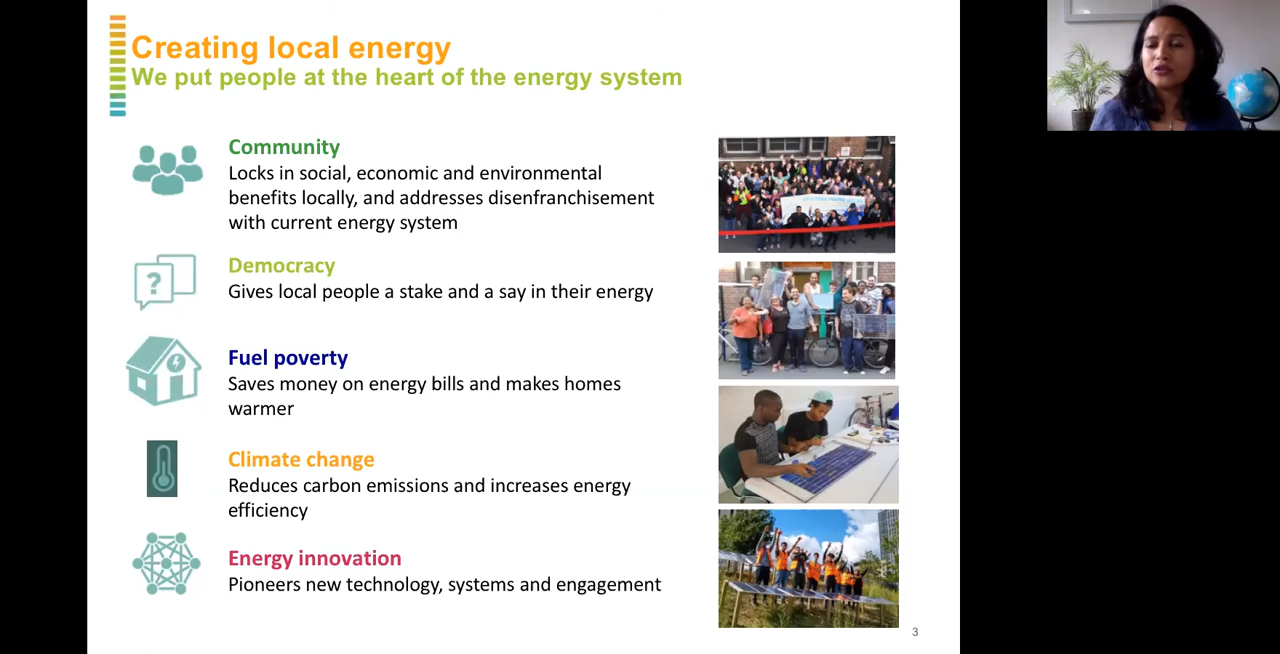 Creating local energy
We put people at the heart of the energy system
Community
Locks in social, economic and environmental
benefits locally, and addresses disenfranchisement
with current energy system
?
Democracy
Gives local people a stake and a say in their energy
Fuel poverty
Saves money on energy bills and makes homes
warmer
Climate change
Reduces carbon emissions and increases energy
efficiency
Energy innovation
Pioneers new technology, systems and engagement
3